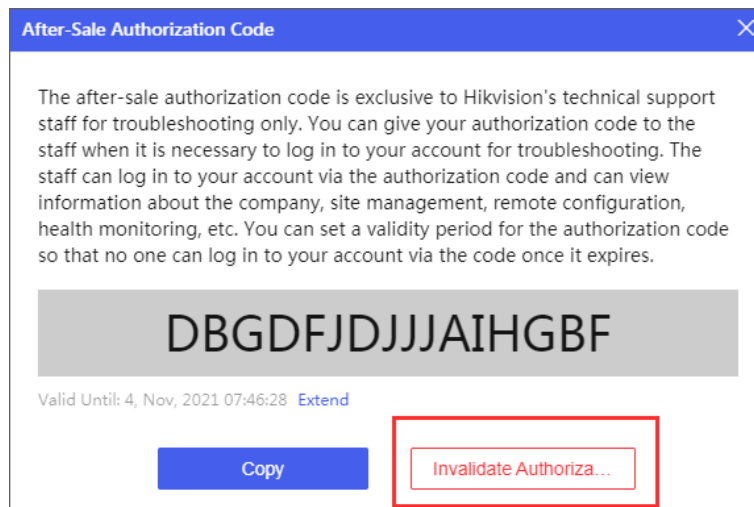 After-Sale Authorization Code
The after-sale authorization code is exclusive to Hikvision's technical support
staff for troubleshooting only. You can give your authorization code to the
staff when it is necessary to log in to your account for troubleshooting. The
staff can log in to your account via the authorization code and can view
information about the company, site management, remote configuration,
health monitoring, etc. You can set a validity period for the authorization code
so that no one can log in to your account via the code once it expires.
DBGDFJDJJJAIHGBF
Valid Until: 4, Nov, 2021 07:46:28 Extend
Copy Invalidate Authoriza...